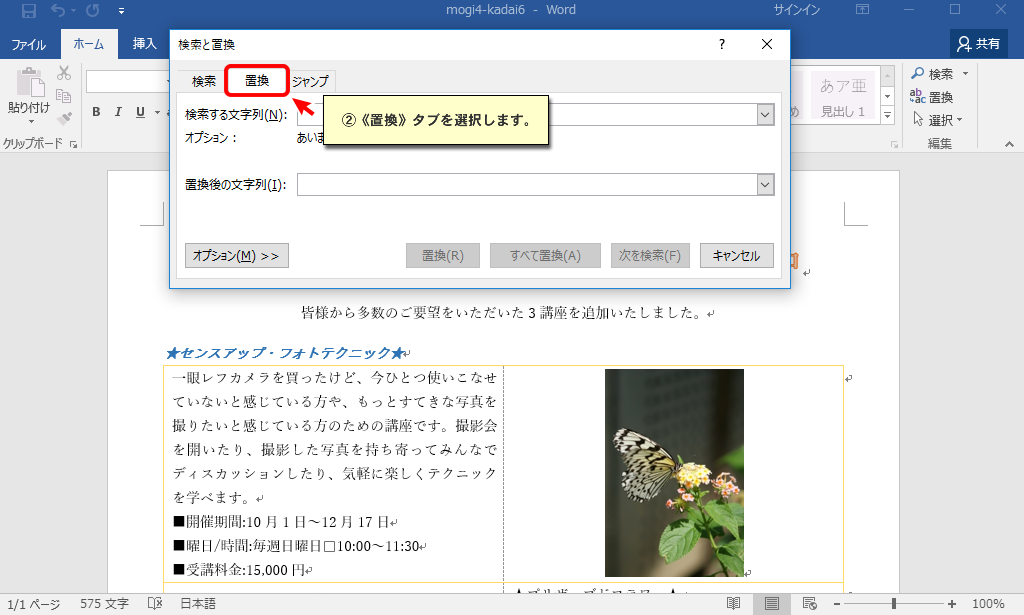 mogi4-kadai6 - Word
サインイン
ファイル
ホーム
挿入
共有
検索と置換
?
検索
置換
ジャンプ
検索する文字列(N):
②《置換》タブを選択します。
オプション:
あいま
置換後の文字列(I):
オプション(M) >>
置換(R)
すべて置換(A)
次を検索(F)
キャンセル
貼り付け
クリップボード
B I U
あア亜
見出し 1
検索
置換
選択
編集
皆様から多数のご要望をいただいた 3 講座を追加いたしました。
★センスアップ・フォトテクニック★
一眼レフカメラを買ったけど、今ひとつ使いこなせ
ていないと感じている方や、もっとすてきな写真を
撮りたいと感じている方のための講座です。撮影会
を開いたり、撮影した写真を持ち寄ってみんなで
ディスカッションしたり、気軽に楽しくテクニック
を学べます。
■開催期間:10 月 1 日～12 月 17 日
■曜日/時間:毎週日曜日□10:00～11:30
■受講料金:15,000 円
1/1 ページ
575 文字
日本語
100%